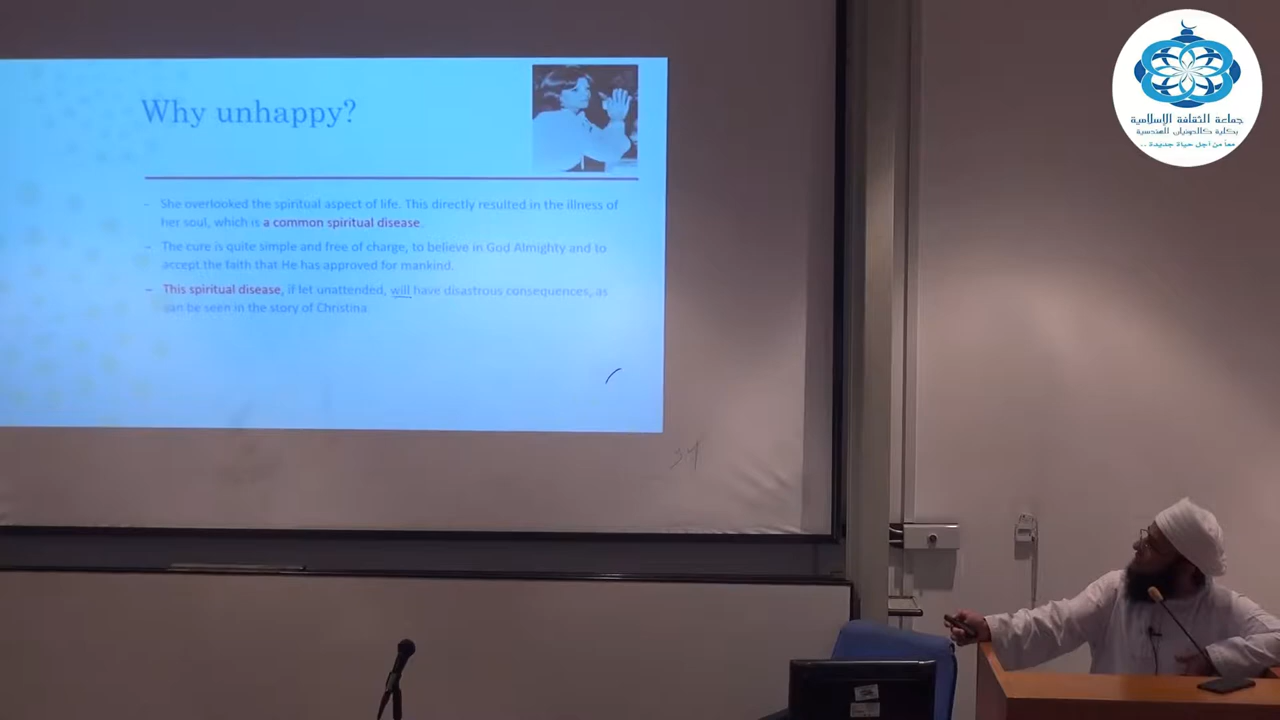 Why unhappy?
- She overlooked the spiritual aspect of life. This directly resulted in the illness of
her soul, which is a common spiritual disease.
- The cure is quite simple and free of charge, to believe in God Almighty and to
accept the faith that He has approved for mankind.
- This spiritual disease, if let unattended, will have disastrous consequences, as
can be seen in the story of Christina
جماعة الثقافة الإسلامية
بكلية كالدونيان الهندسية
معا من أجل حياة جديدة ..